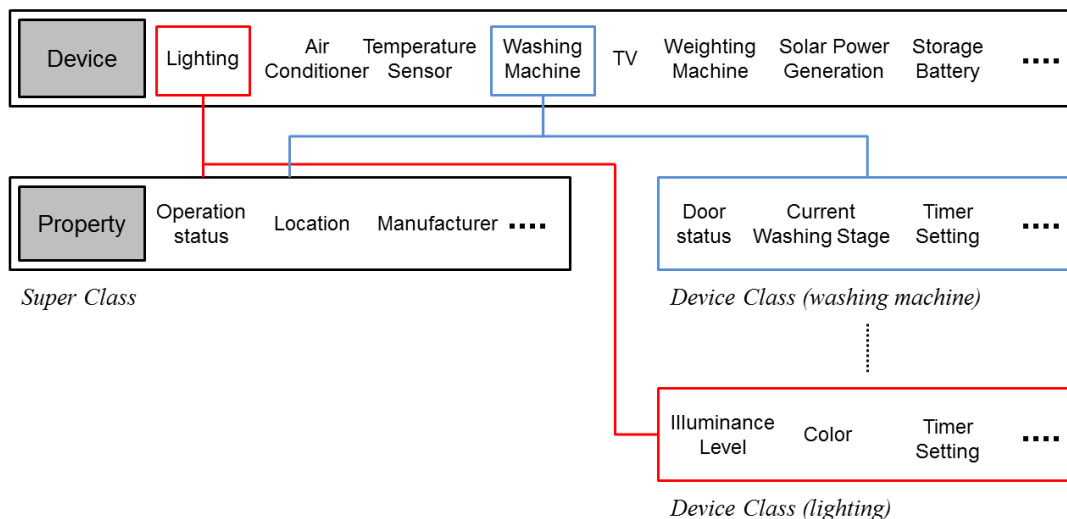 Device
Lighting
Air
Conditioner
Temperature
Sensor
Washing
Machine
TV
Weighting
Machine
Solar Power
Generation
Storage
Battery
....
Property
Operation
status
Location
Manufacturer
....
Super Class
Door
status
Current
Washing Stage
Timer
Setting
....
Device Class (washing machine)
Illuminance
Level
Color
Timer
Setting
....
Device Class (lighting)